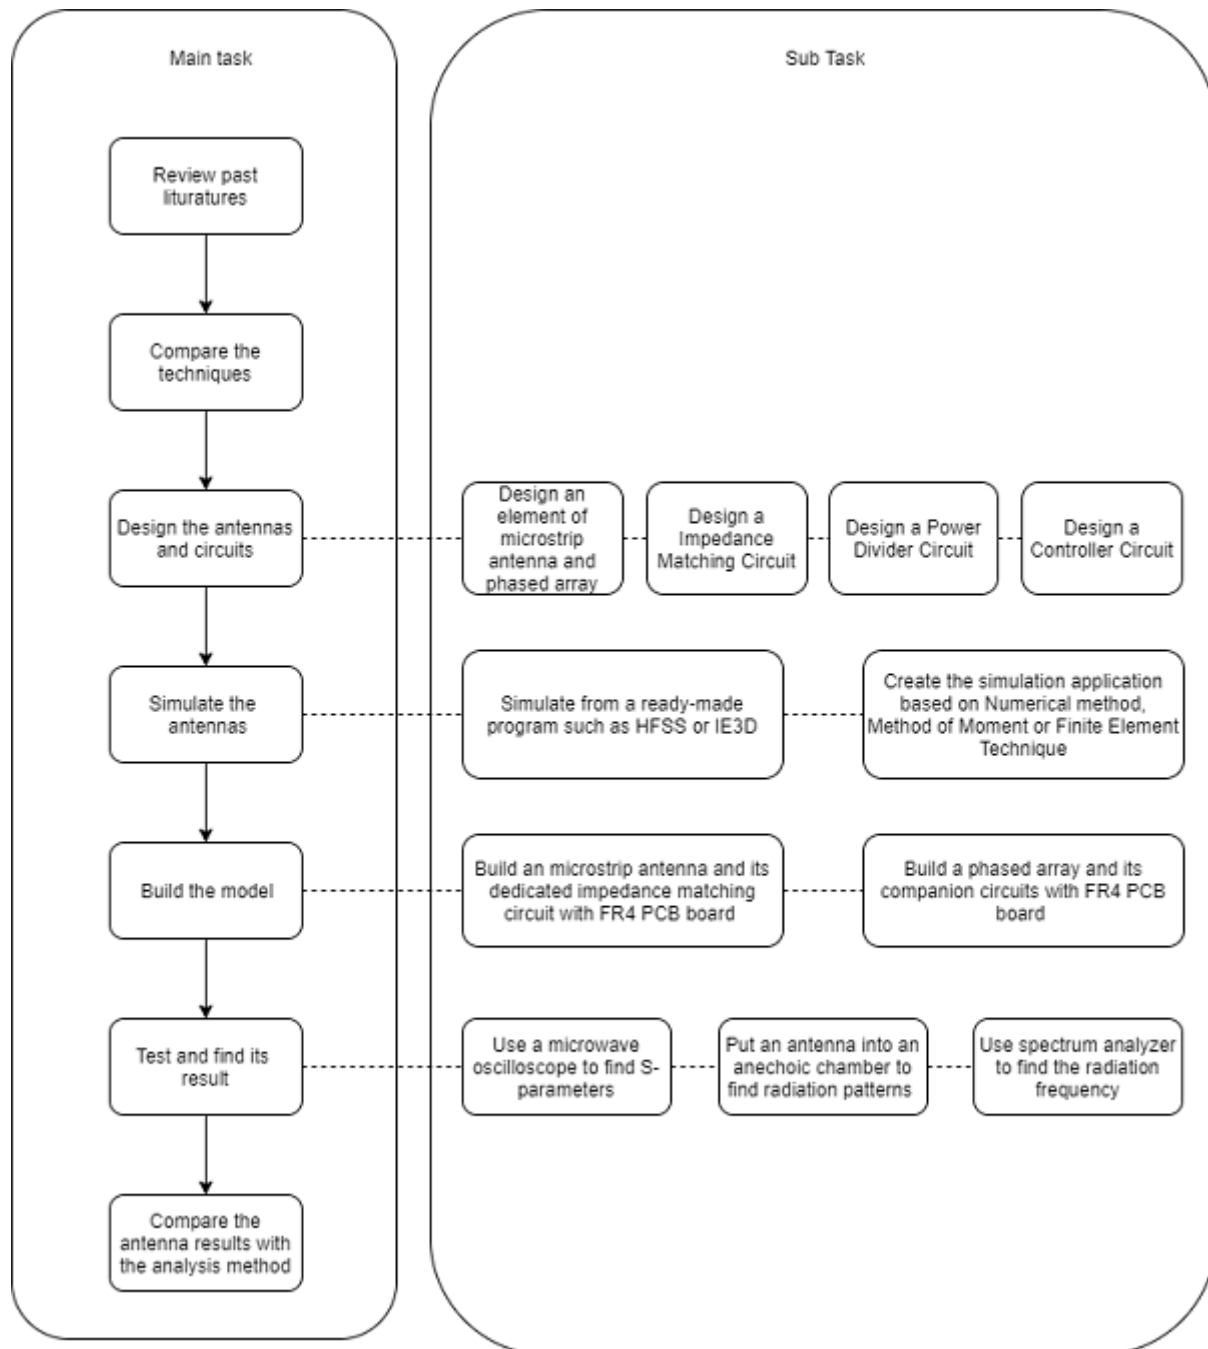 Main task
Sub Task
Review past
lituratures
Compare the
techniques
Design the antennas
and circuits
Design an
element of
microstrip
antenna and
phased array
Design a
Impedance
Matching Circuit
Design a Power
Divider Circuit
Design a
Controller Circuit
Simulate the
antennas
Simulate from a ready-made
program such as HFSS or IE3D
Create the simulation application
based on Numerical method,
Method of Moment or Finite Element
Technique
Build the model
Build an microstrip antenna and its
dedicated impedance matching
circuit with FR4 PCB board
Build a phased array and its
companion circuits with FR4 PCB
board
Test and find its
result
Use a microwave
oscilloscope to find S-
parameters
Put an antenna into an
anechoic chamber to
find radiation patterns
Use spectrum analyzer
to find the radiation
frequency
Compare the
antenna results with
the analysis method